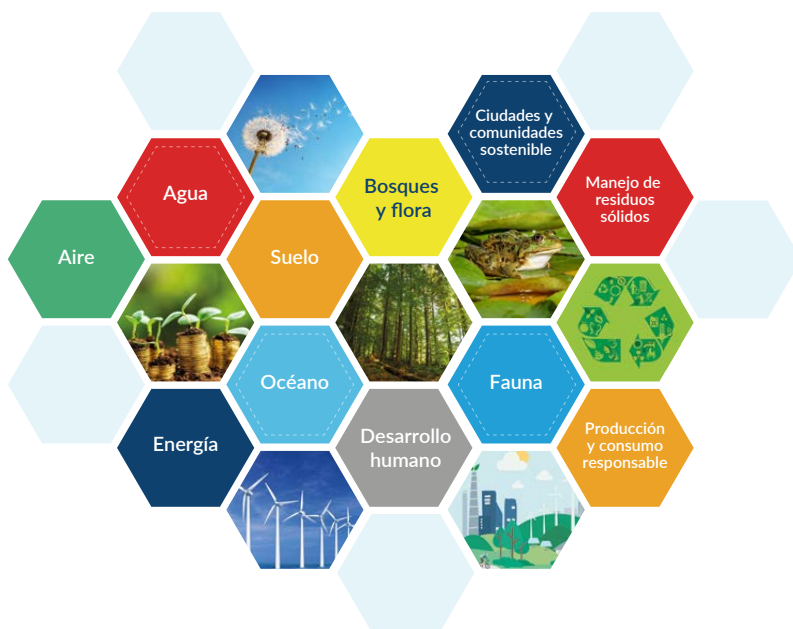 Ciudades y
comunidades
sostenible
Agua
Bosques
y flora
Manejo de
residuos
sólidos
Aire
Suelo
Océano
Fauna
Energía
Desarrollo
humano
Producción
y consumo
responsable